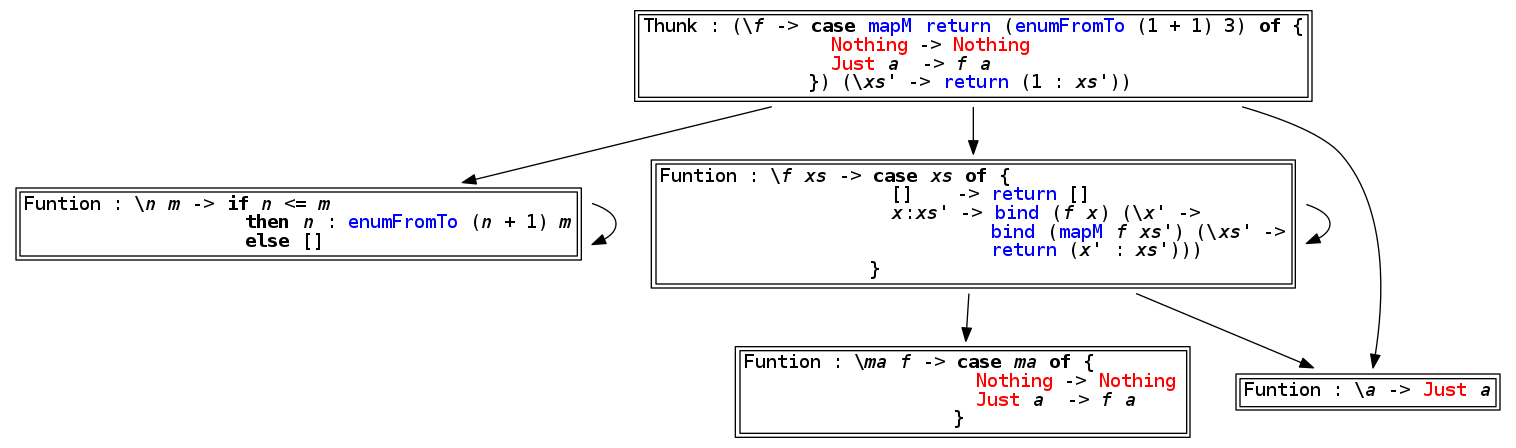 Thunk : (\f -> case mapM return (enumFromTo (1 + 1) 3) of {
Nothing -> Nothing
Just a  -> f a
}) (\xs' -> return (1 : xs'))
Funtion : \n m -> if n <= m
then n : enumFromTo (n + 1) m
else []
Funtion : \f xs -> case xs of {
[]    -> return []
x:xs' -> bind (f x) (\x' ->
bind (mapM f xs') (\xs' ->
return (x' : xs')))
}
Funtion : \ma f -> case ma of {
Nothing -> Nothing
Just a  -> f a
}
Funtion : \a -> Just a